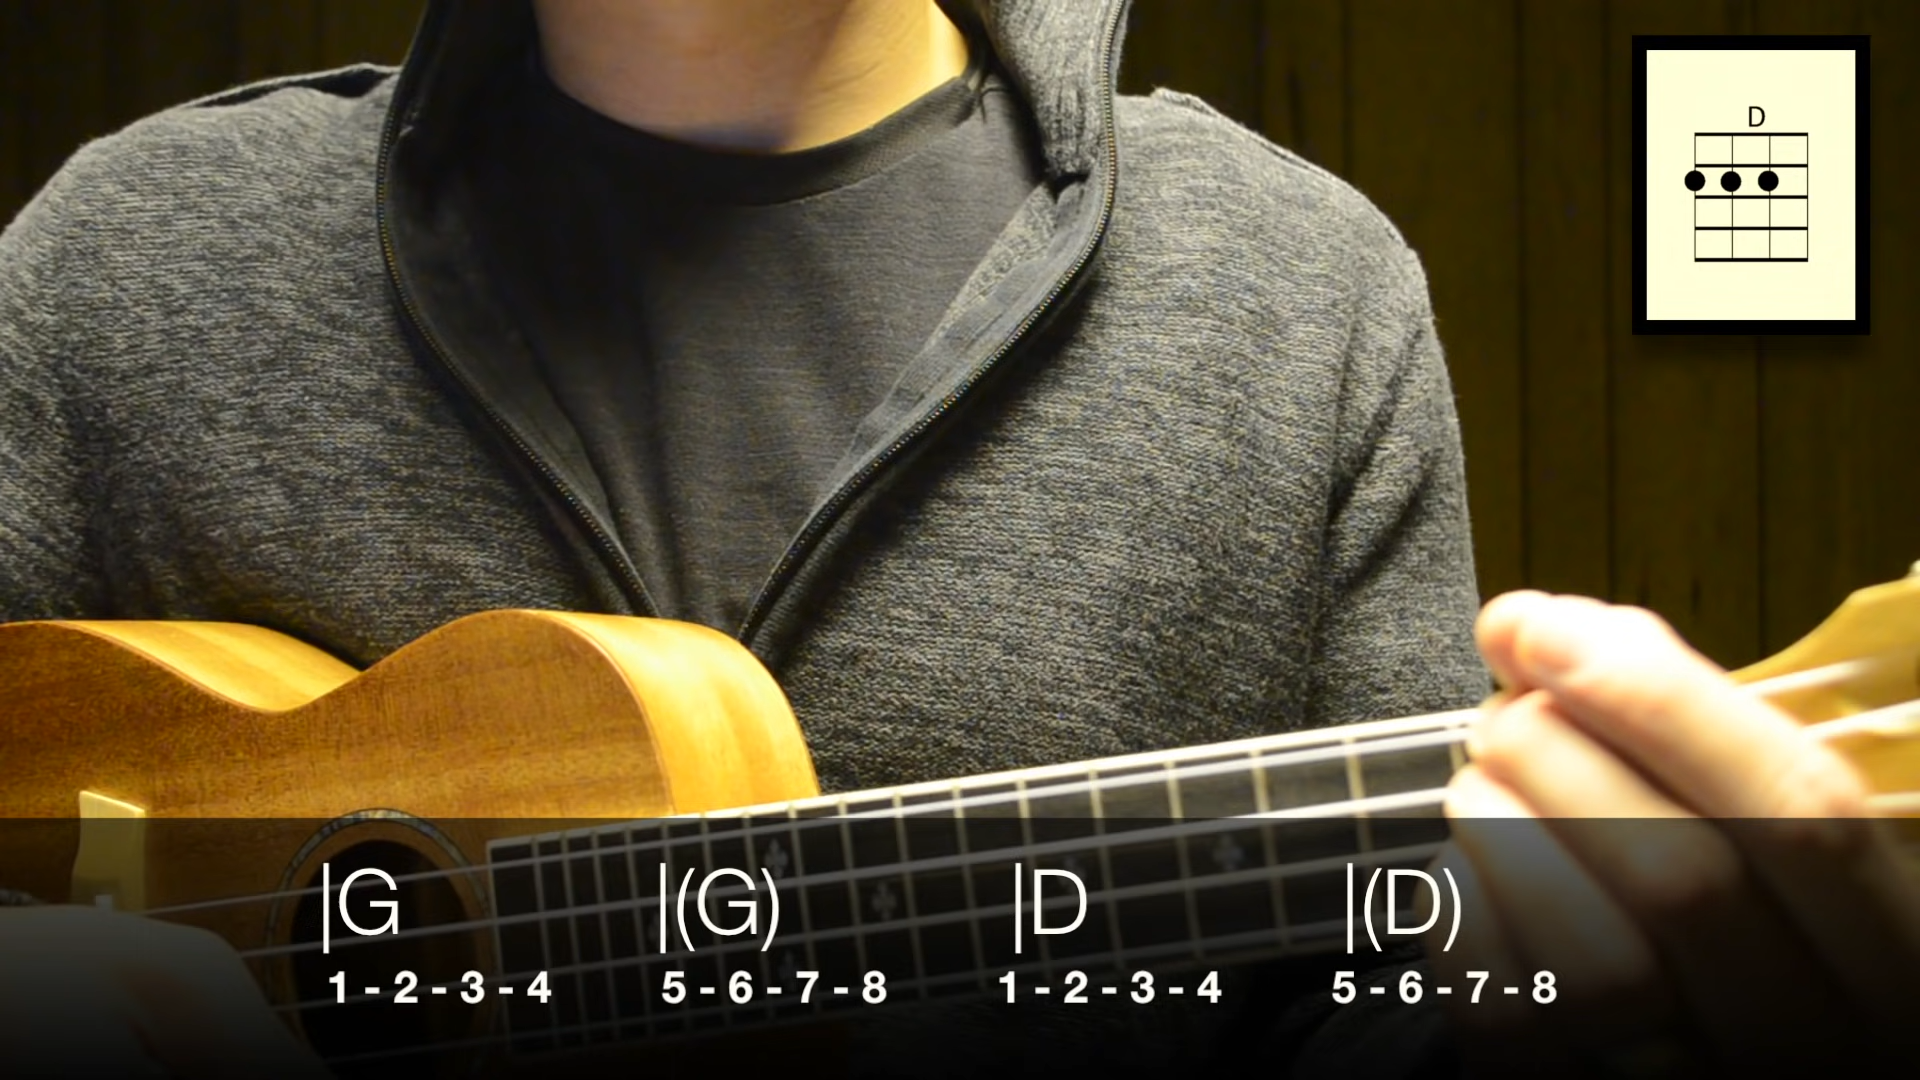 D
|G |(G) |D |(D)
1 - 2 - 3 - 4 5 - 6 - 7 - 8 1 - 2 - 3 - 4 5 - 6 - 7 - 8